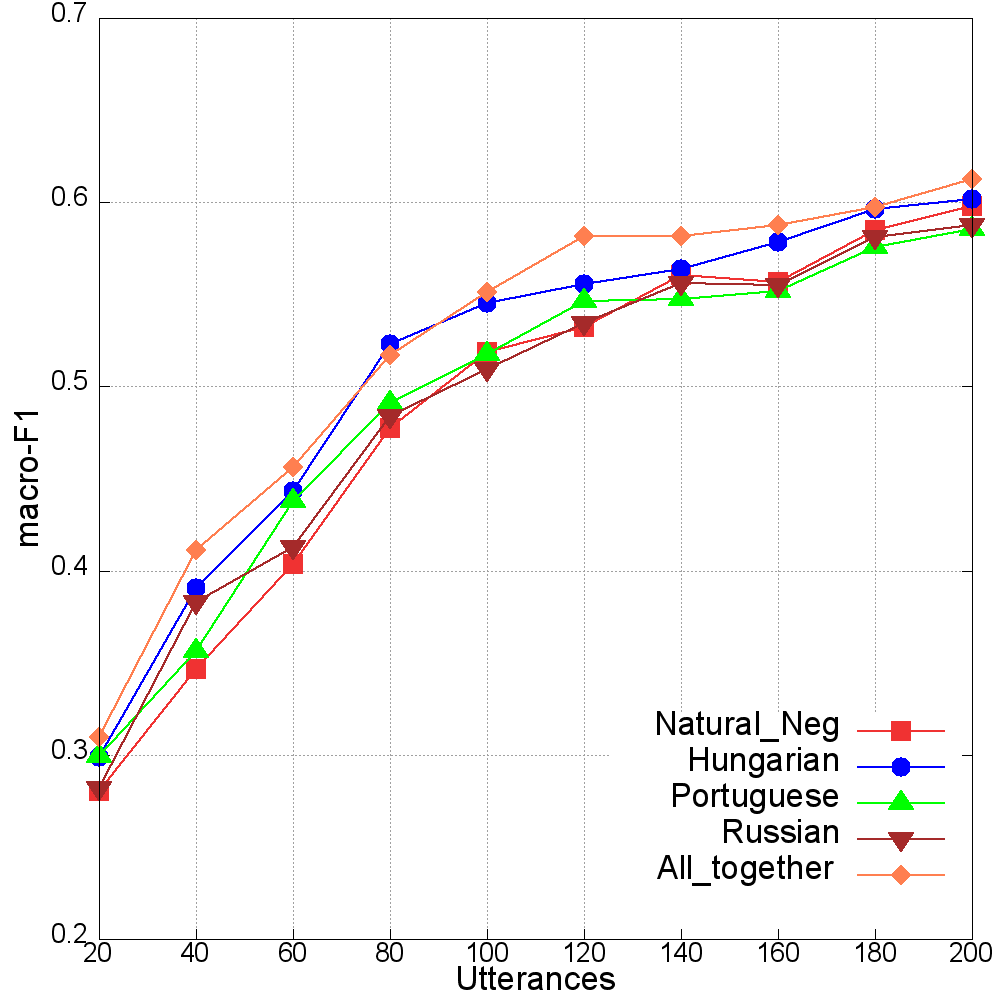 0.7
0.6
0.5
0.4
0.3
0.2
macro-F1
Natural_Neg
Hungarian
Portuguese
Russian
All_together
20 40 60 80 100 120 140 160 180 200
Utterances